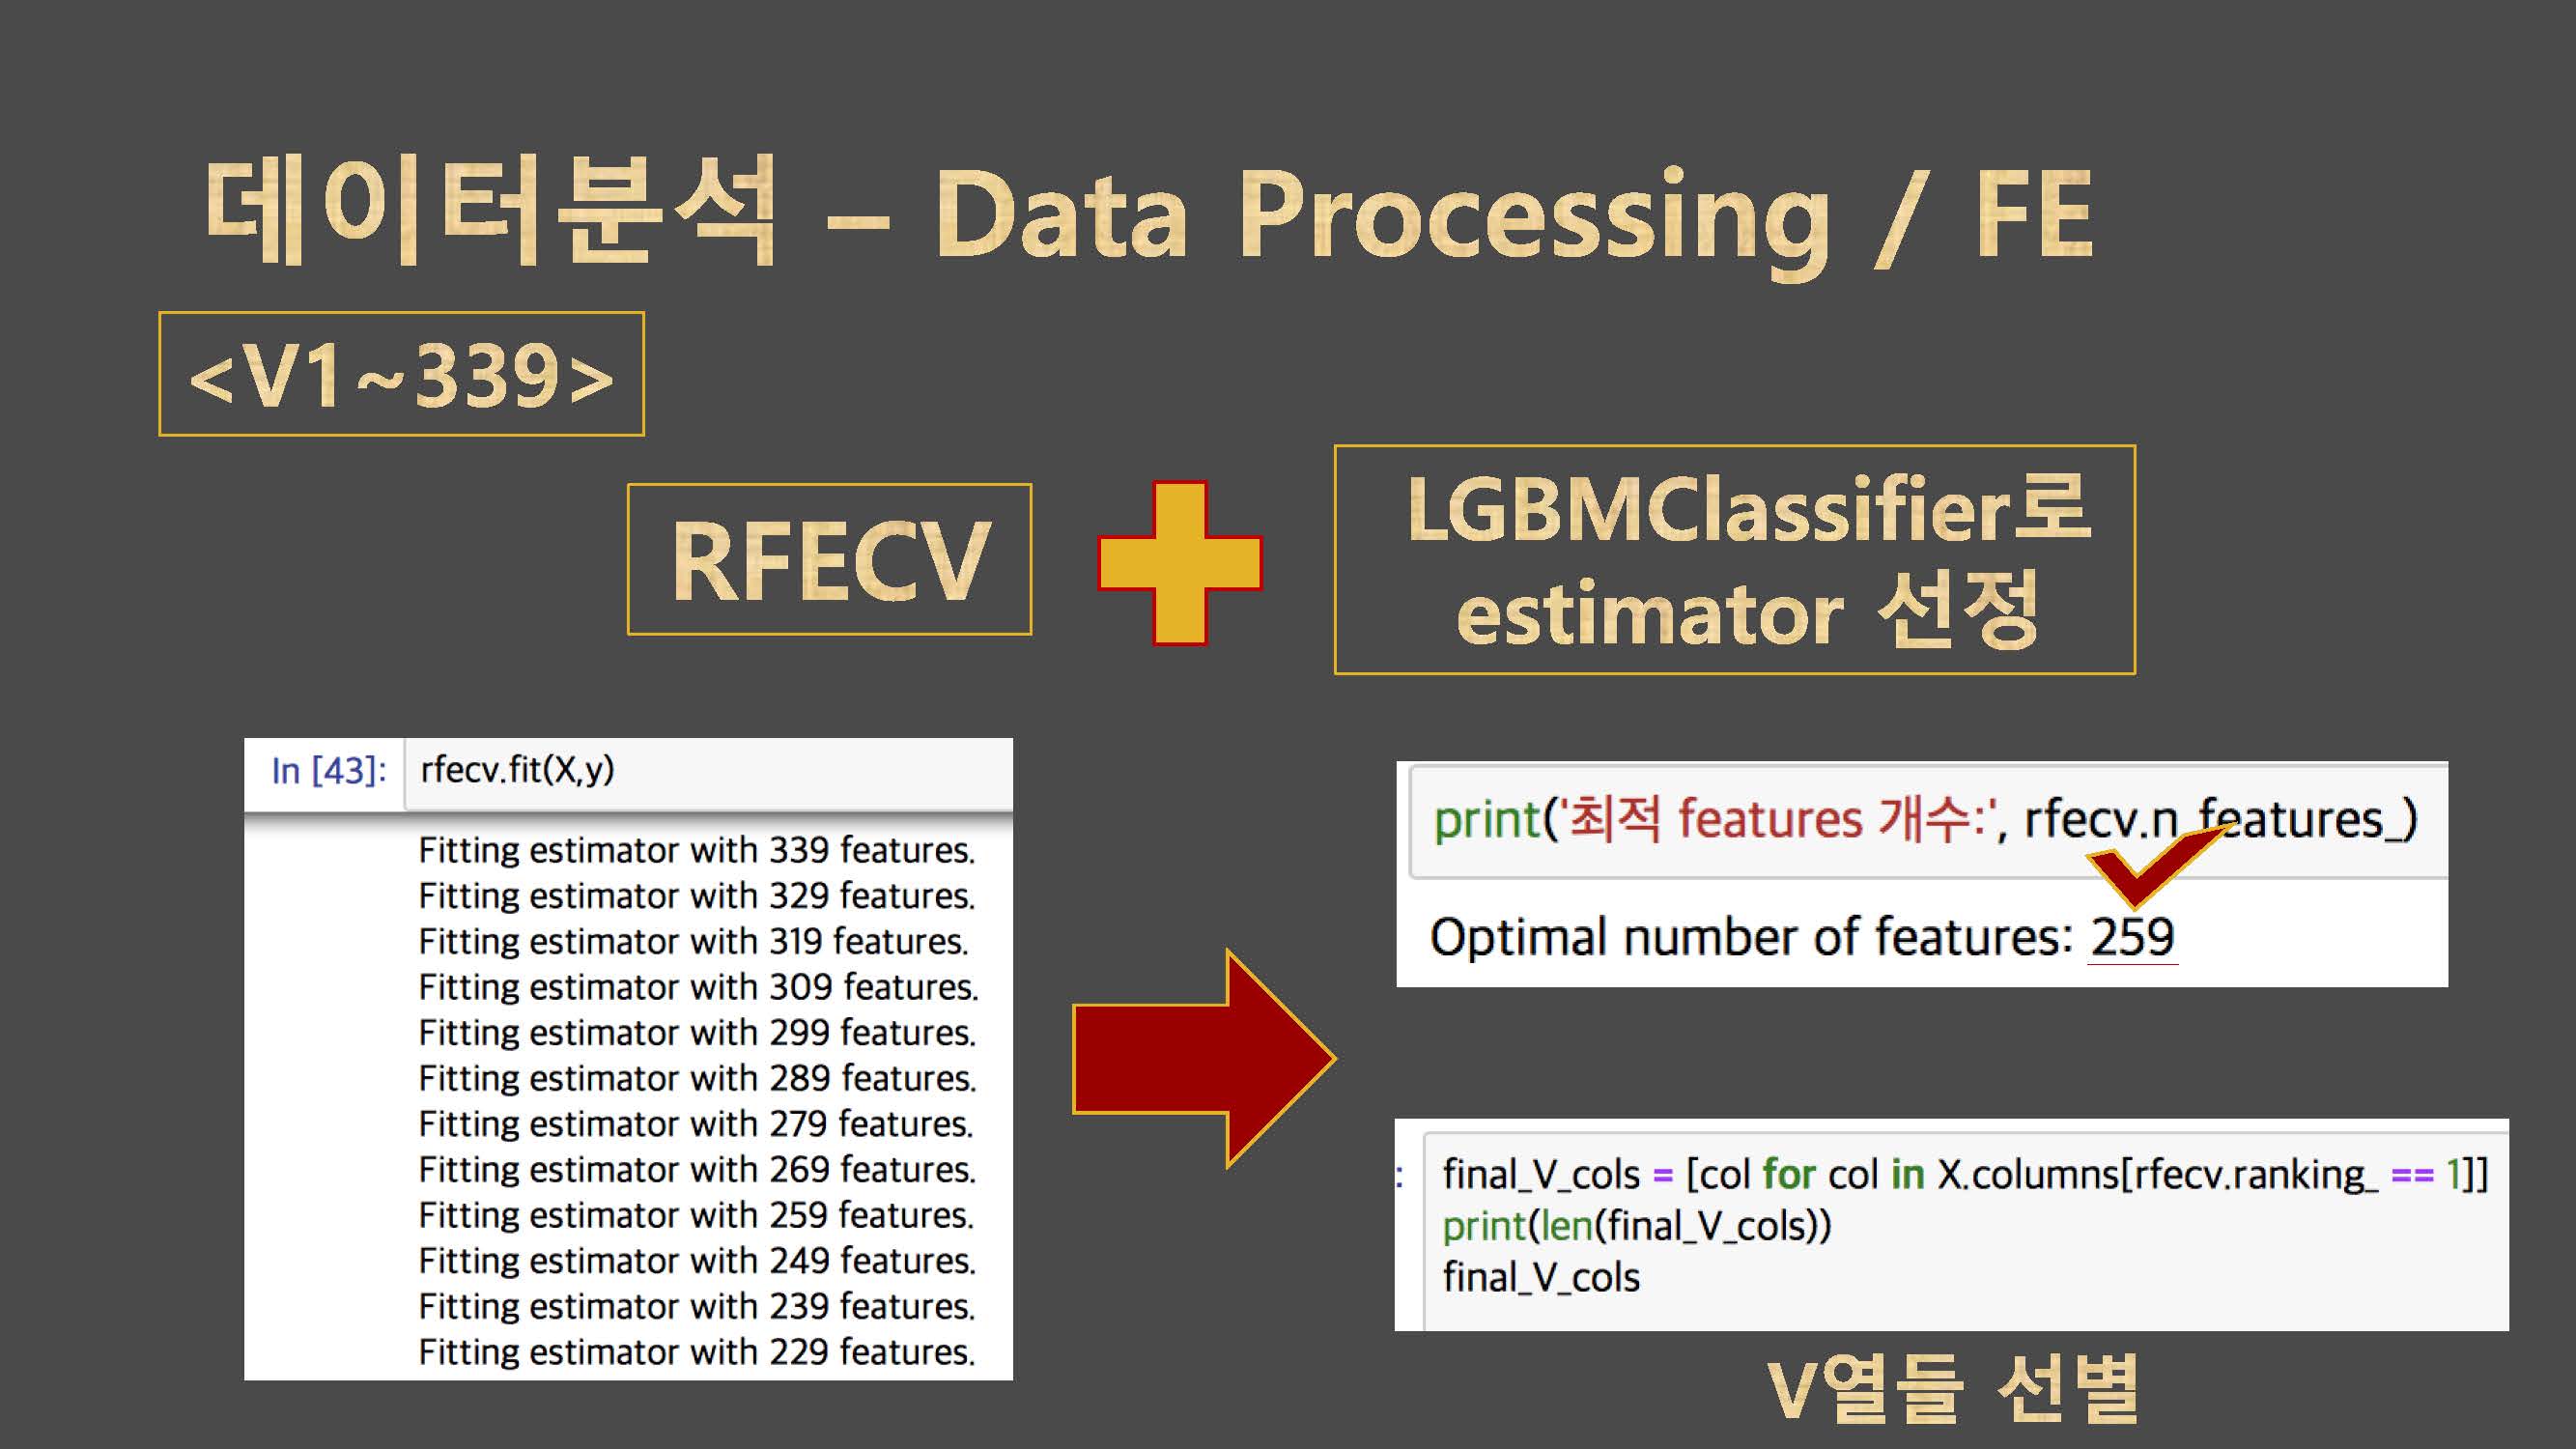 데이터분석 – Data Processing / FE
<V1~339>
RFECV
LGBMClassifier로
estimator 선정
In [43]: rfecv.fit(X,y)
Fitting estimator with 339 features.
Fitting estimator with 329 features.
Fitting estimator with 319 features.
Fitting estimator with 309 features.
Fitting estimator with 299 features.
Fitting estimator with 289 features.
Fitting estimator with 279 features.
Fitting estimator with 269 features.
Fitting estimator with 259 features.
Fitting estimator with 249 features.
Fitting estimator with 239 features.
Fitting estimator with 229 features.
print('최적 features 개수:', rfecv.n_features_)
Optimal number of features: 259
: final_V_cols = [col for col in X.columns[rfecv.ranking_ == 1]]
print(len(final_V_cols))
final_V_cols
V열들 선별